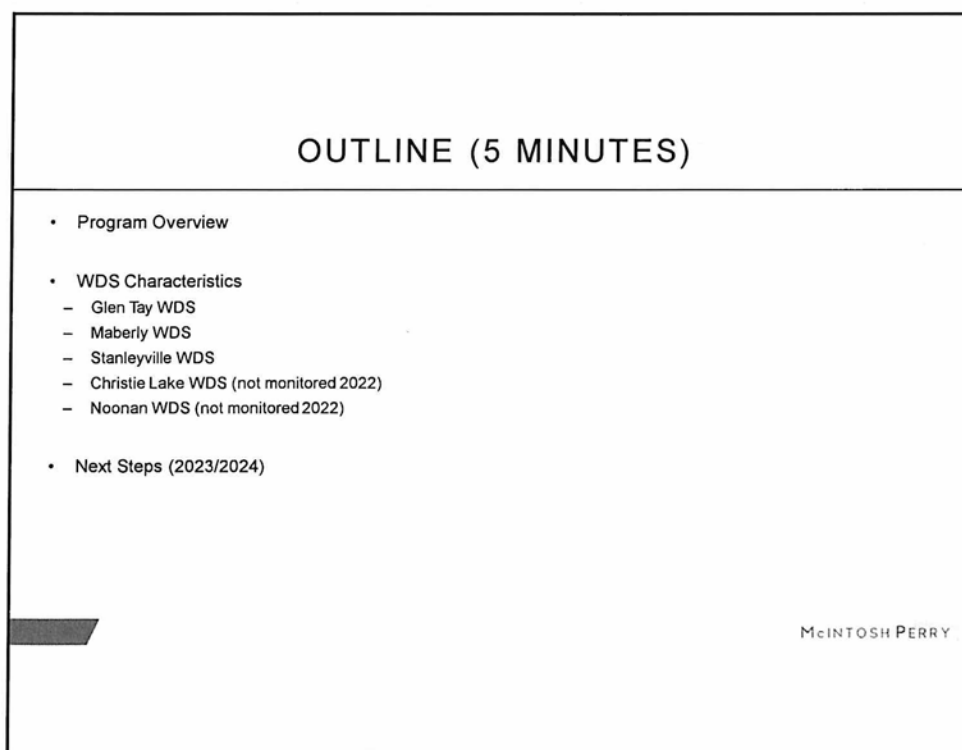 OUTLINE (5 MINUTES)
• Program Overview
• WDS Characteristics
– Glen Tay WDS
– Maberly WDS
– Stanleyville WDS
– Christie Lake WDS (not monitored 2022)
– Noonan WDS (not monitored 2022)
• Next Steps (2023/2024)
McINTOSH PERRY